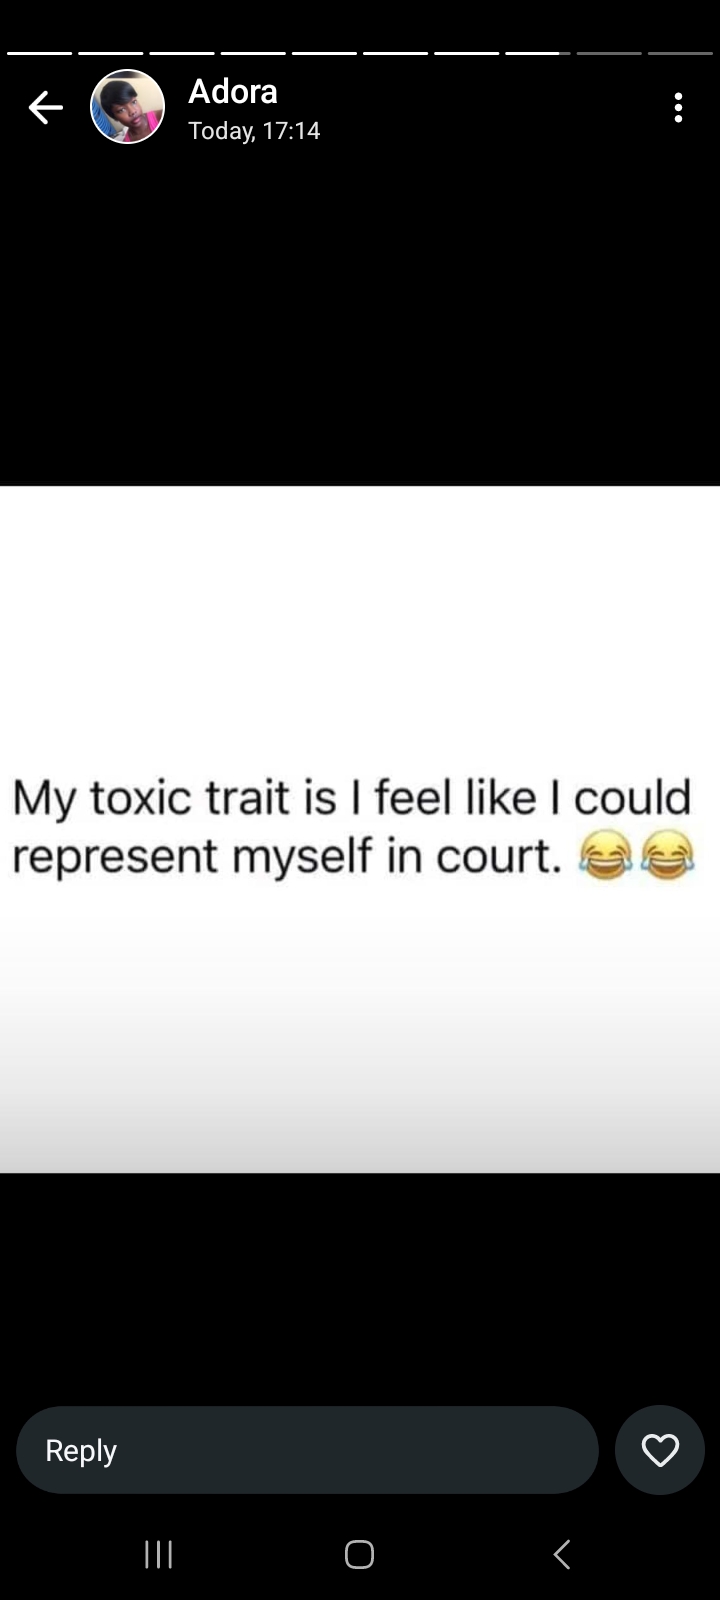 Adora
Today, 17:14
My toxic trait is I feel like I could
represent myself in court. 😂😂
Reply